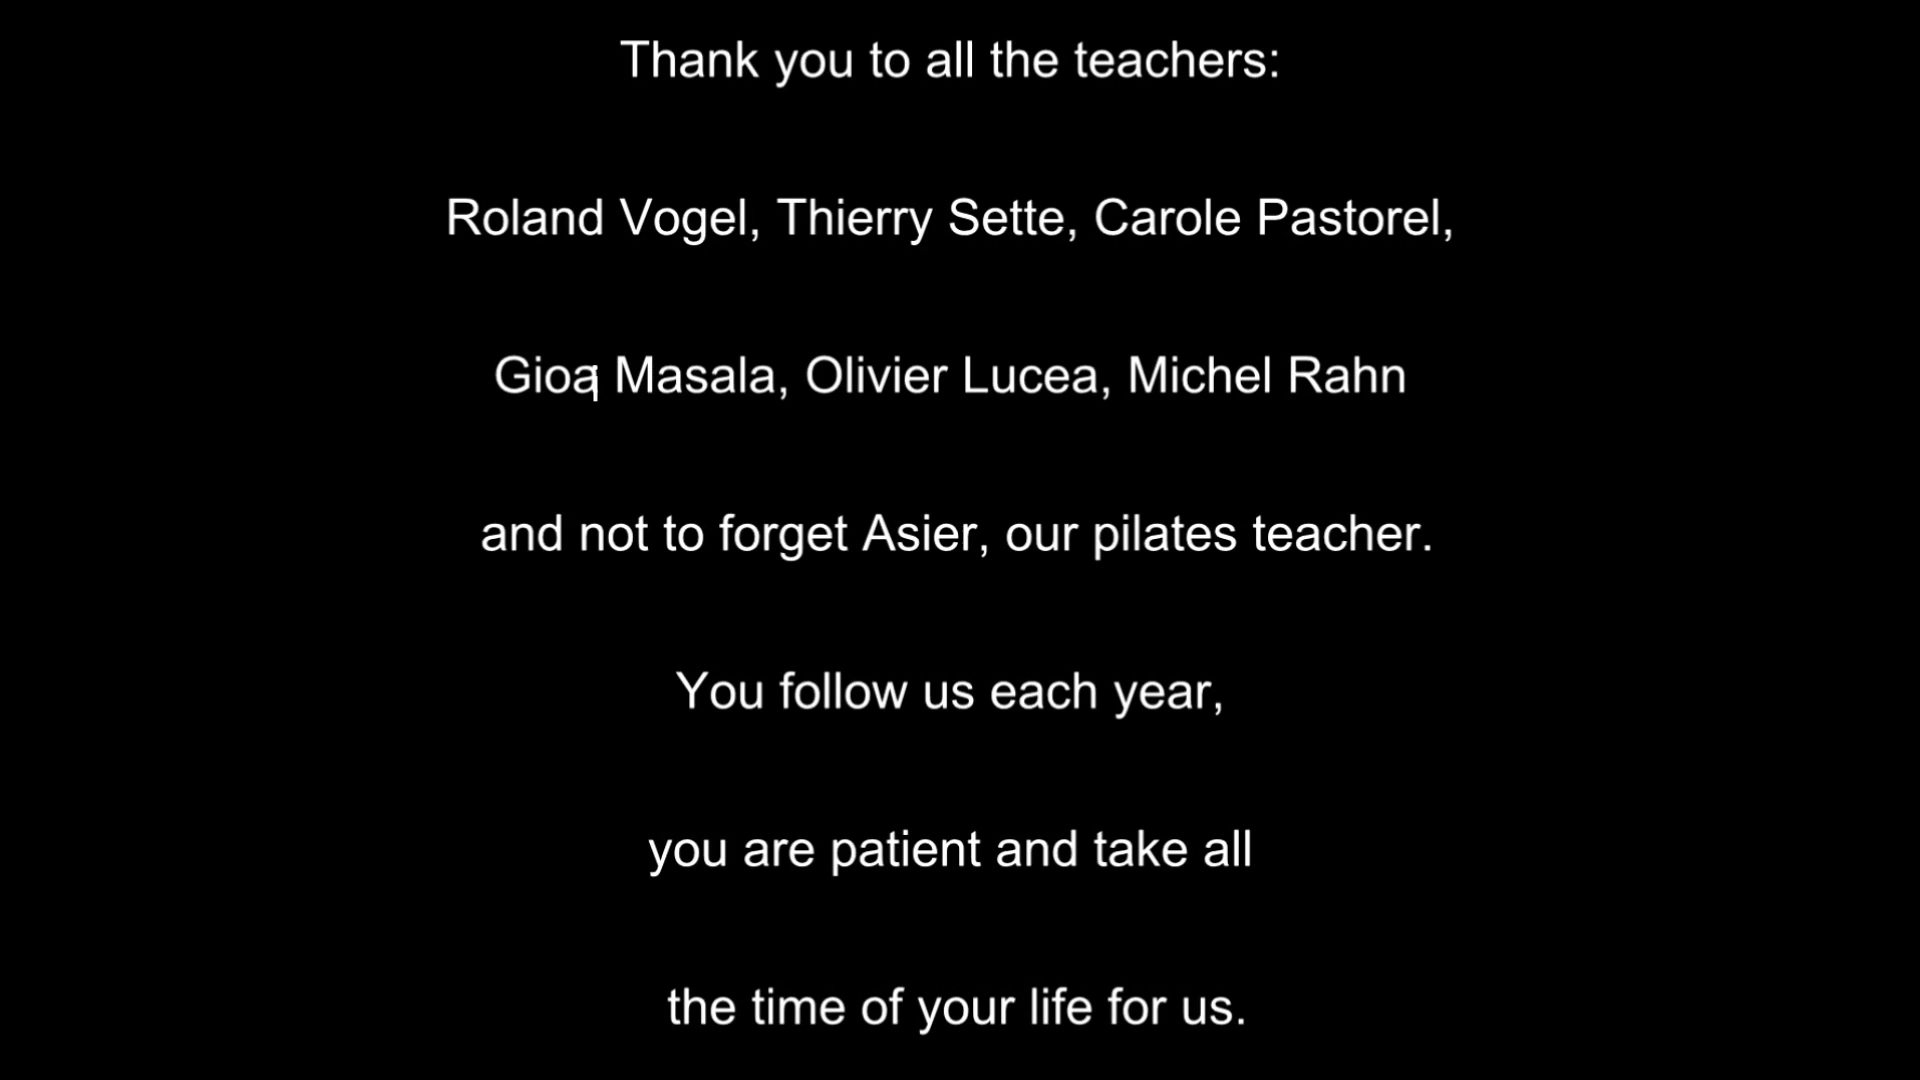 Thank you to all the teachers:
Roland Vogel, Thierry Sette, Carole Pastorel,
Masala, Olivier Lucea, Michel Rahn
and not to forget Asier, our pilates teacher.
You follow us each year,
you are patient and take all
the time of your life for us.